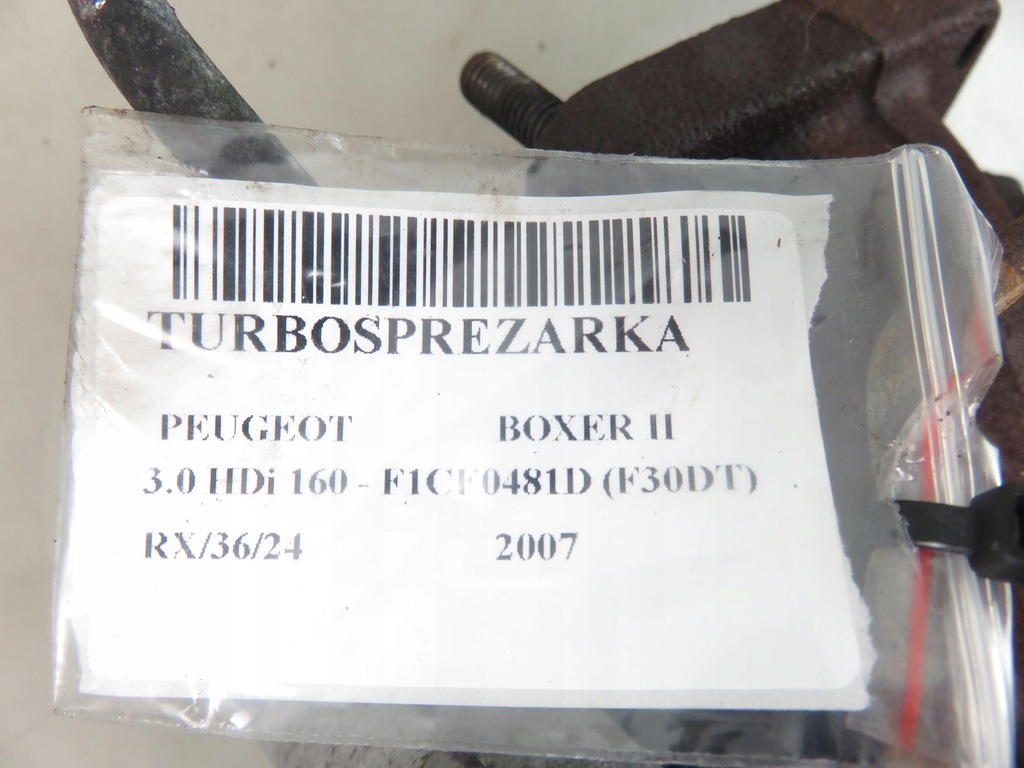 TURBOSPREZARKA
PEUGEOT BOXER II
3.0 HDi 160 - F1CF0481D (F30DT)
RX/36/24 2007